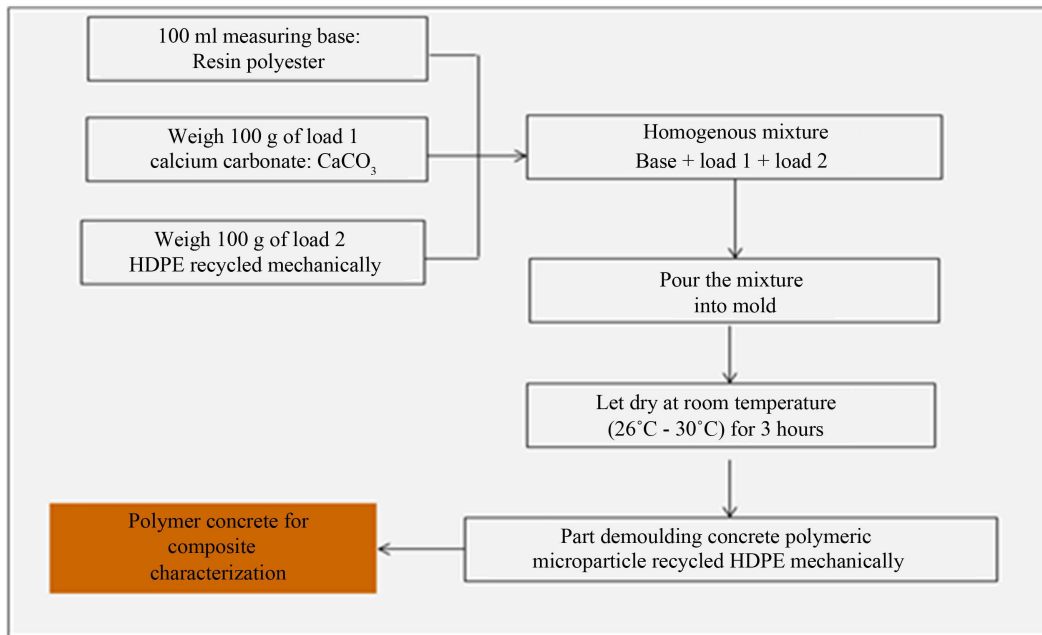 100 ml measuring base:
Resin polyester
Weigh 100 g of load 1
calcium carbonate: CaCO₃
Weigh 100 g of load 2
HDPE recycled mechanically
Homogenous mixture
Base + load 1 + load 2
Pour the mixture
into mold
Let dry at room temperature
(26˚C - 30˚C) for 3 hours
Part demoulding concrete polymeric
microparticle recycled HDPE mechanically
Polymer concrete for
composite
characterization